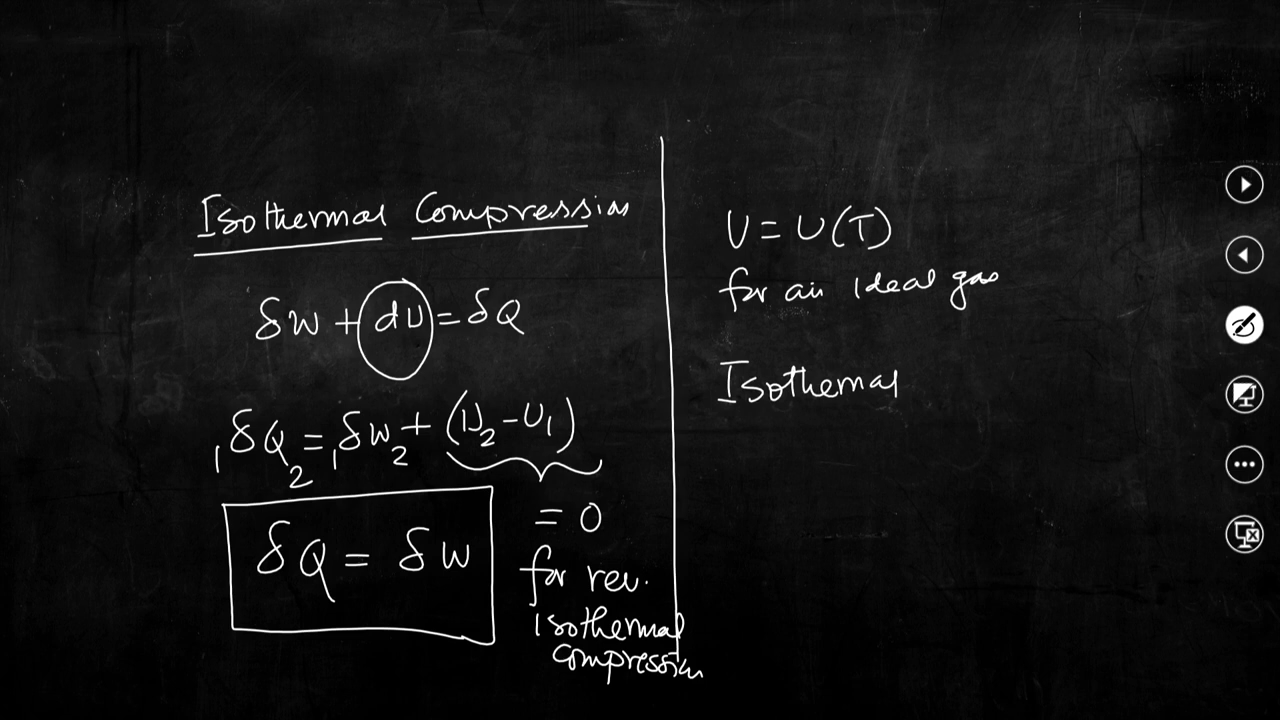 Isothermal Compression
δW + dU = δQ
₁δQ₂ = ₁δW₂ + (U₂ - U₁)
= 0
δQ = δW
for rev.
isothermal
compression
U = U(T)
for an ideal gas
Isothemal